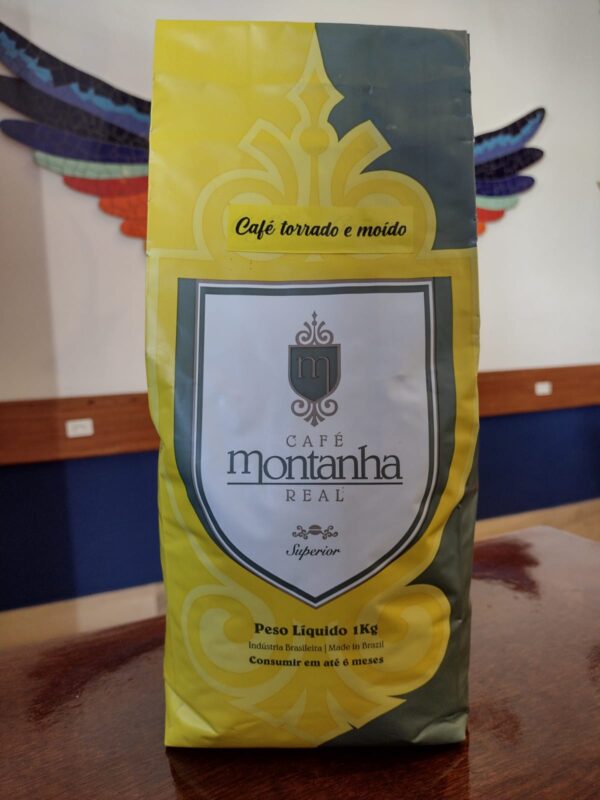 Café torrado e moído
m
CAFÉ
montanha
REAL
Superior
Peso Líquido 1Kg
Indústria Brasileira | Made in Brazil
Consumir em até 6 meses